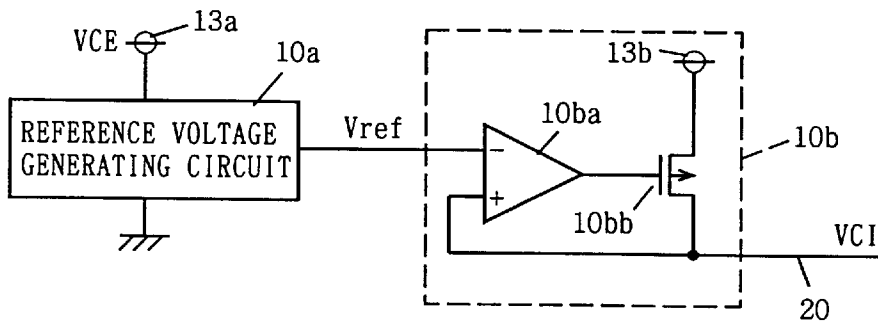 VCE
13a
10a
REFERENCE VOLTAGE
GENERATING CIRCUIT
Vref
13b
10ba
−
+
10bb
10b
VCI
20